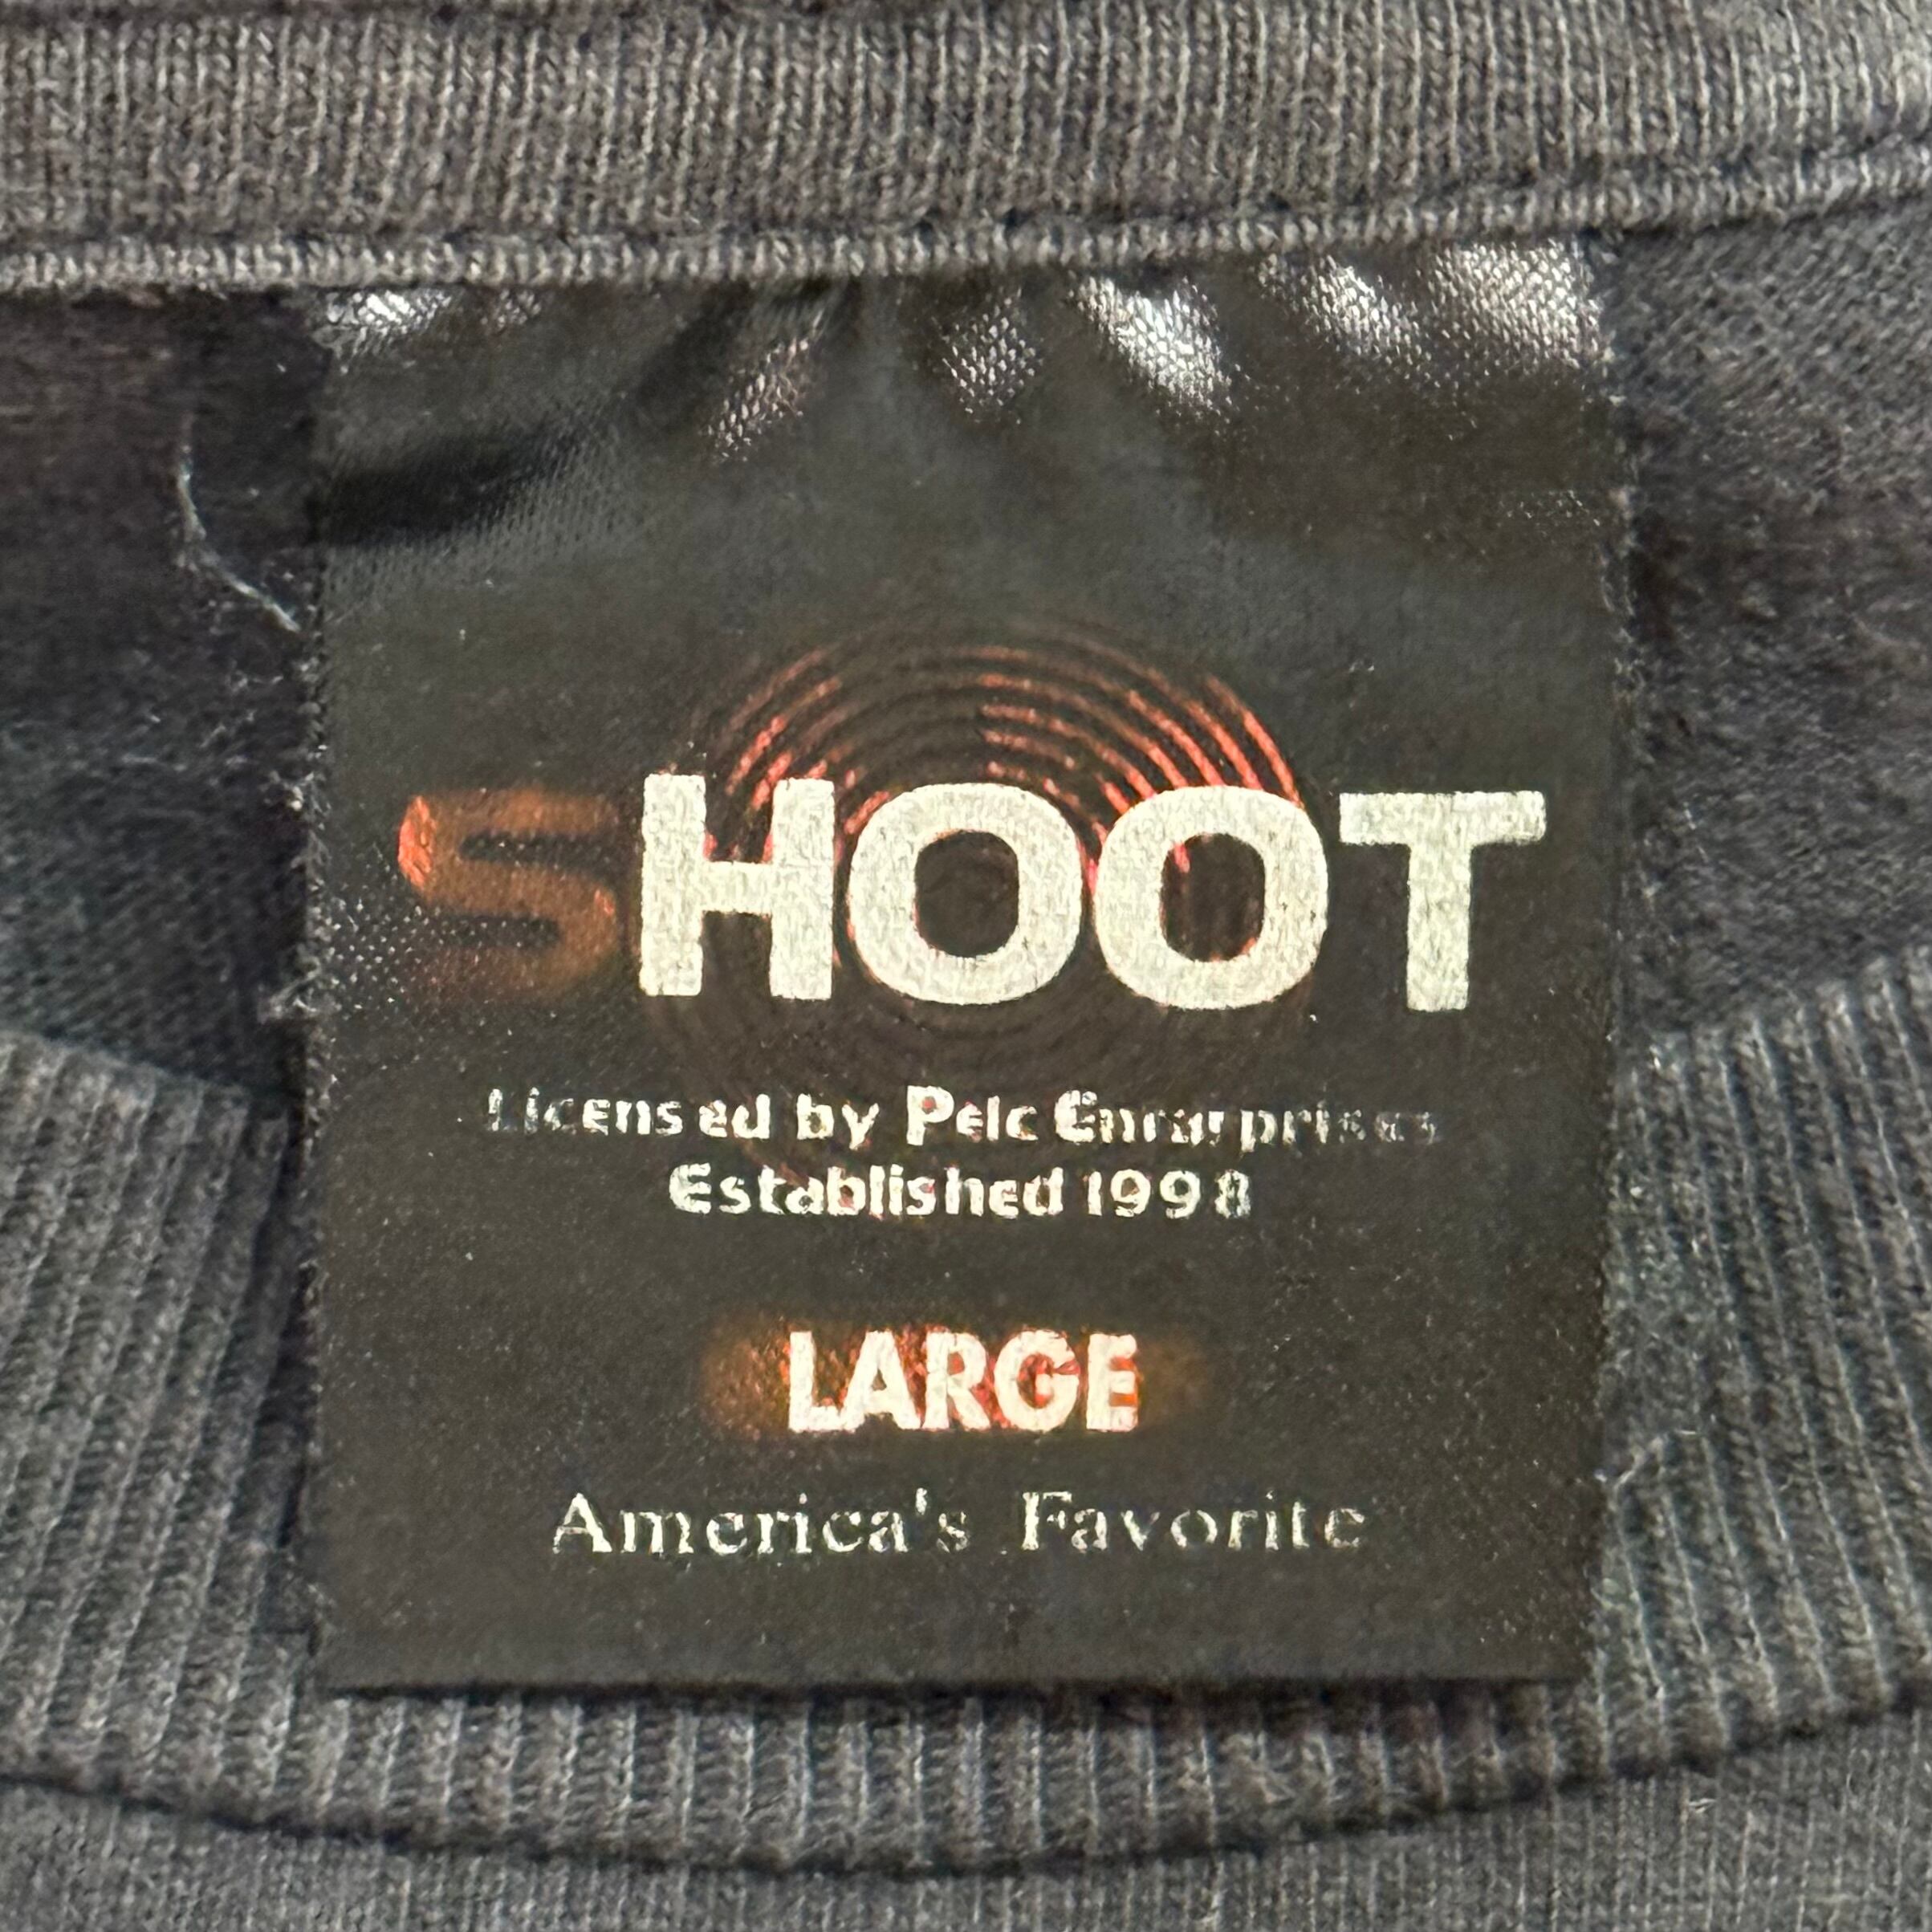 SHOOT
Licensed by Pelc Enterprises
Established 1998
LARGE
America's Favorite